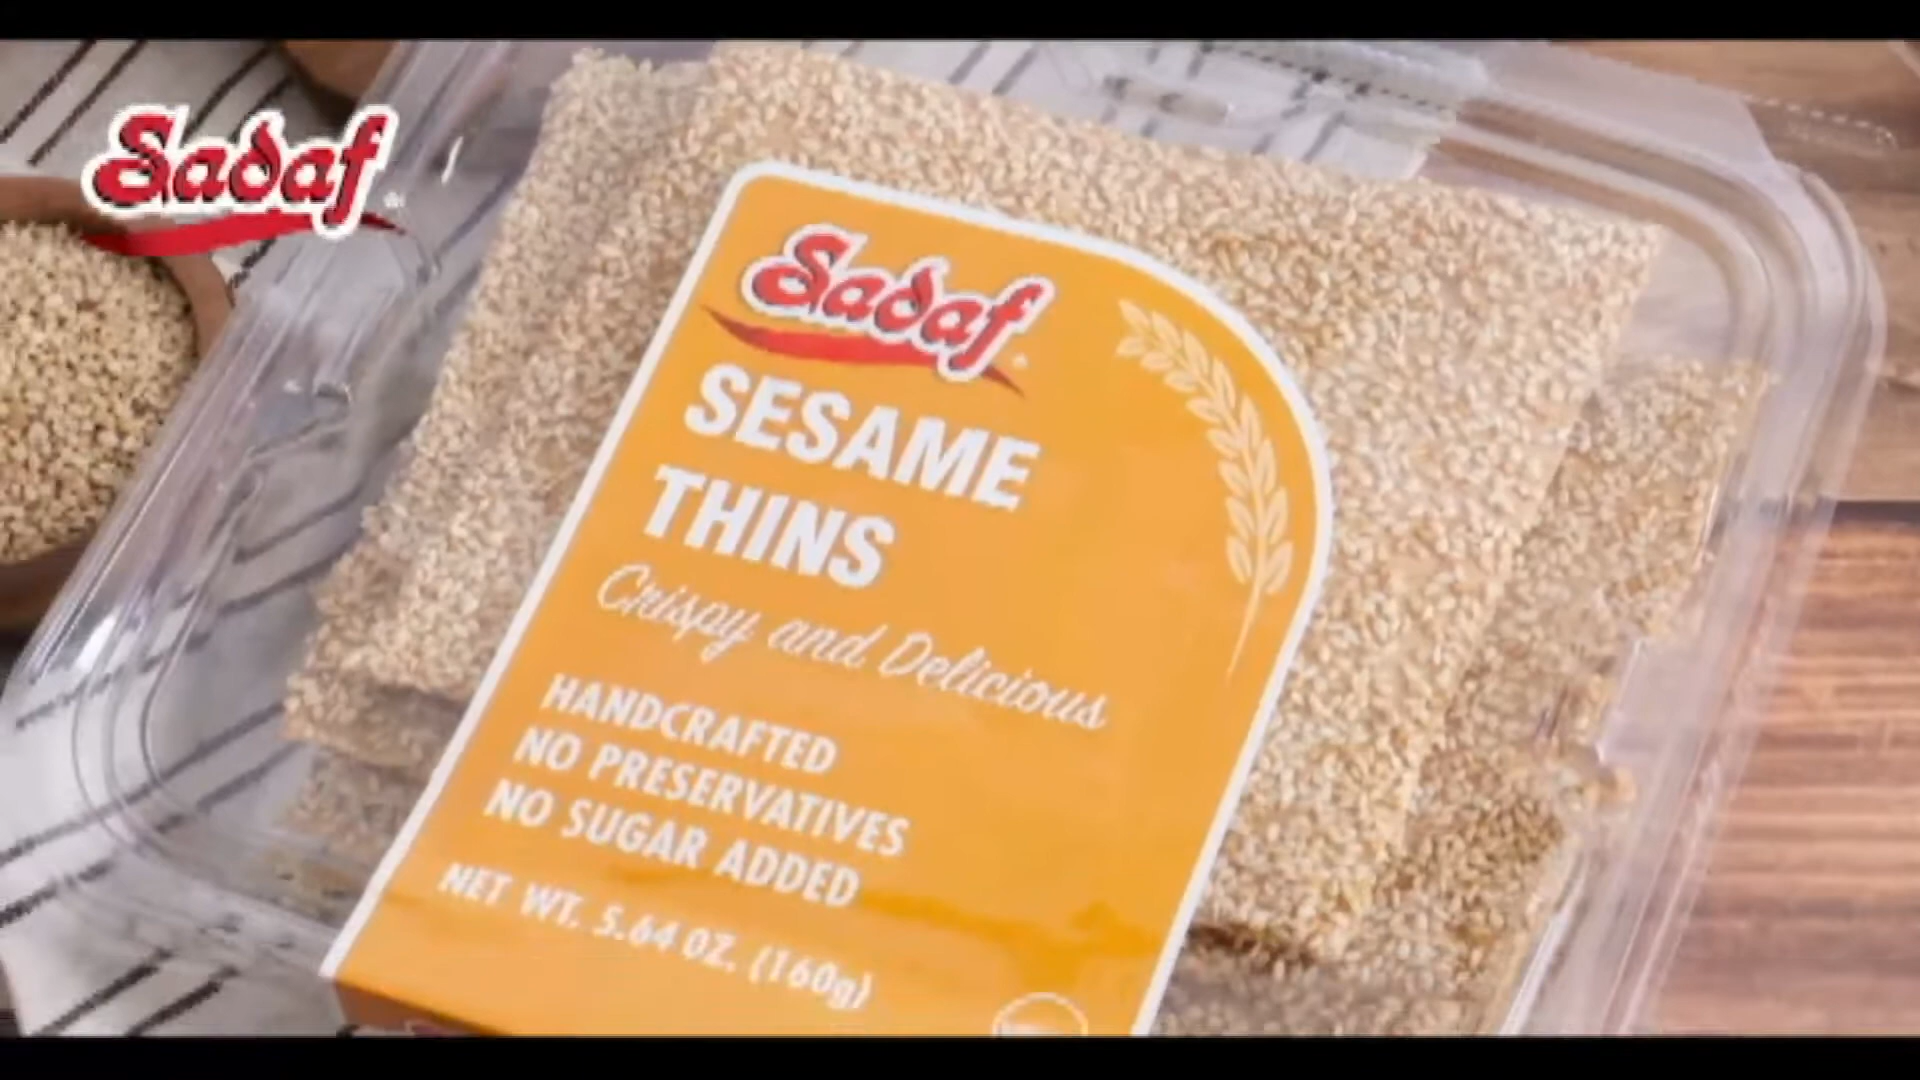 Sadaf
Sadaf
SESAME
THINS
Crispy and Delicious
HANDCRAFTED
NO PRESERVATIVES
NO SUGAR ADDED
NET WT. 5.64 OZ. (160g)